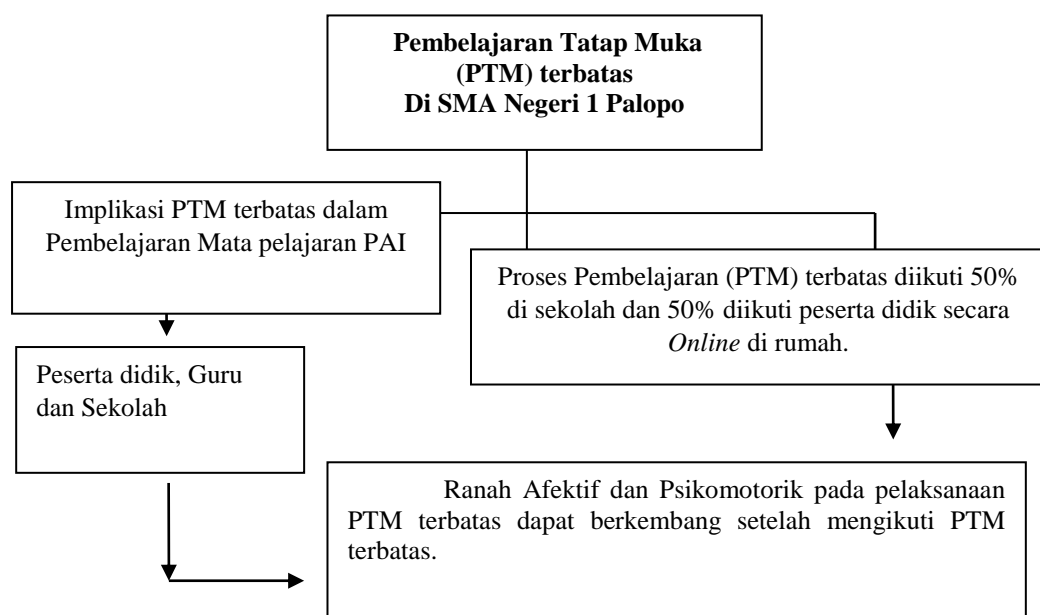 Pembelajaran Tatap Muka
(PTM) terbatas
Di SMA Negeri 1 Palopo
Implikasi PTM terbatas dalam
Pembelajaran Mata pelajaran PAI
Proses Pembelajaran (PTM) terbatas diikuti 50%
di sekolah dan 50% diikuti peserta didik secara
Online di rumah.
Peserta didik, Guru
dan Sekolah
Ranah Afektif dan Psikomotorik pada pelaksanaan
PTM terbatas dapat berkembang setelah mengikuti PTM
terbatas.